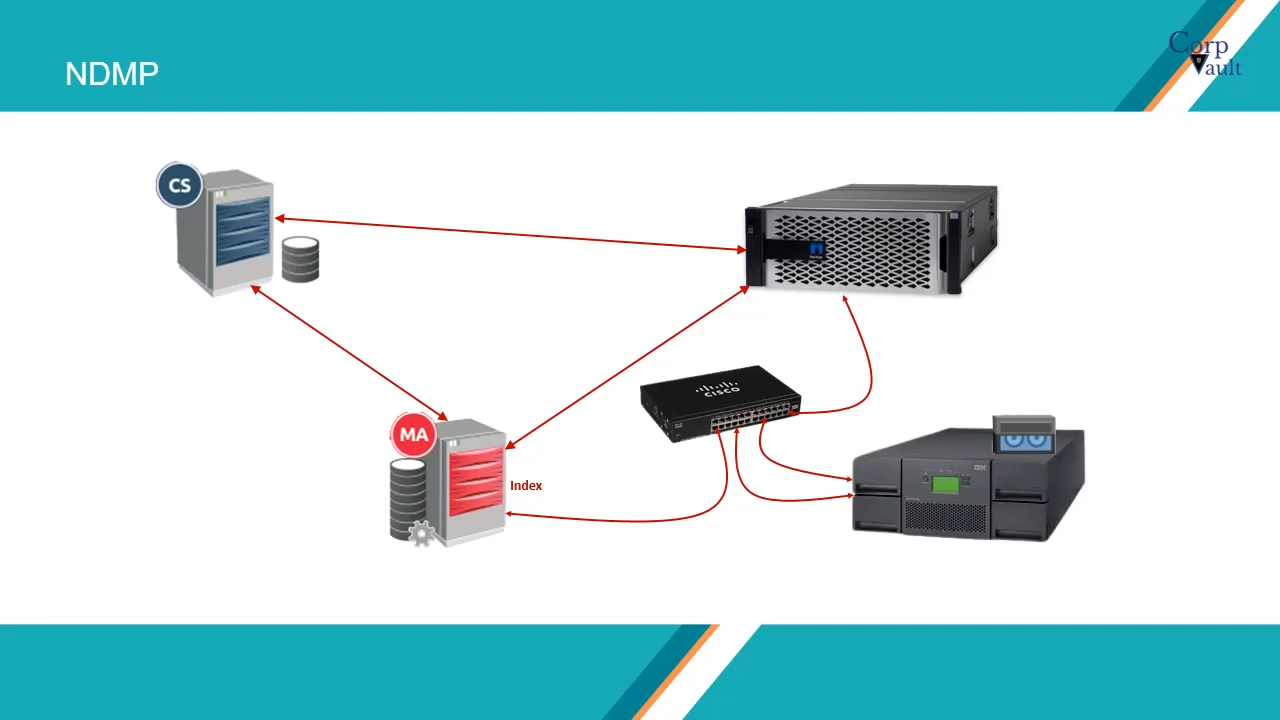 NDMP
Corp
Vault
CS
CISCO
MA
Index
IBM